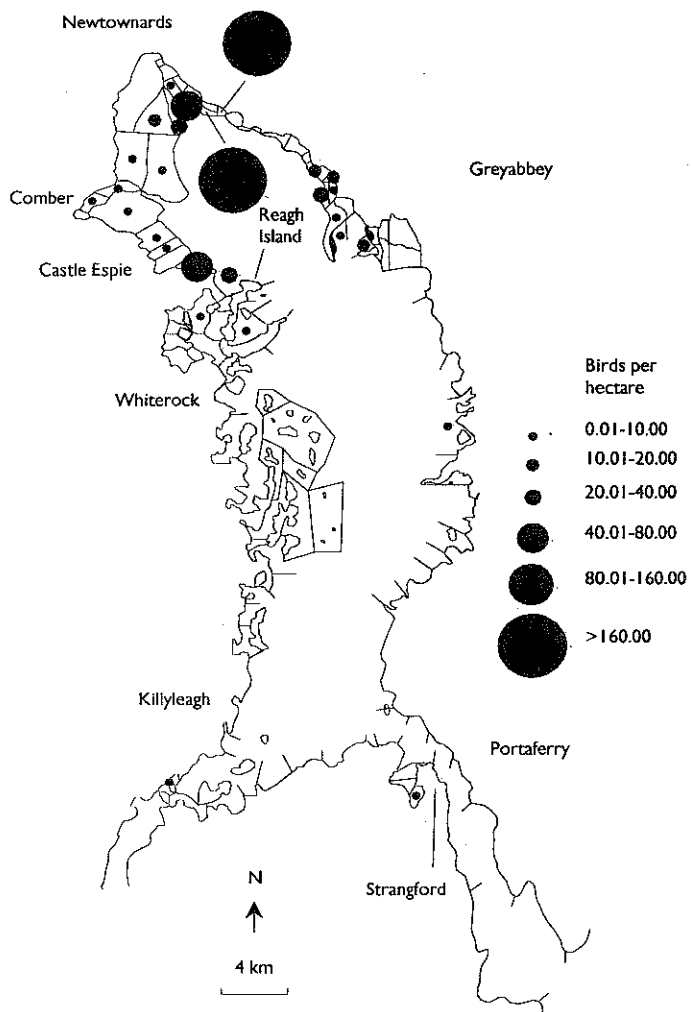 Newtownards
Greyabbey
Comber
Reagh
Island
Castle Espie
Whiterock
Birds per
hectare
0.01-10.00
10.01-20.00
20.01-40.00
40.01-80.00
80.01-160.00
>160.00
Killyleagh
Portaferry
Strangford
N
4 km